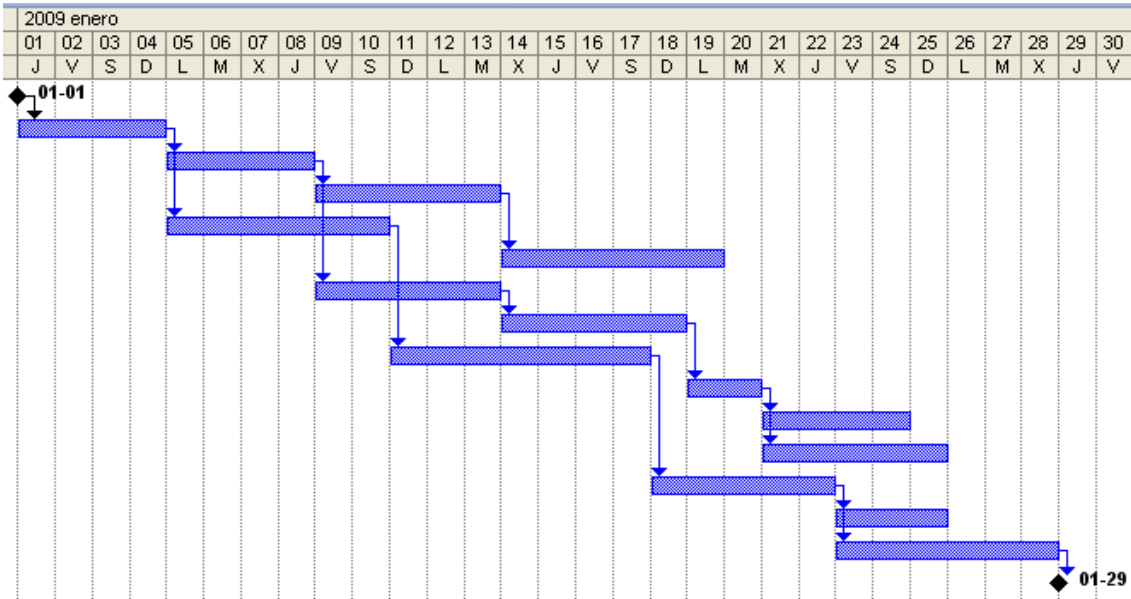 2009 enero
01 02 03 04 05 06 07 08 09 10 11 12 13 14 15 16 17 18 19 20 21 22 23 24 25 26 27 28 29 30
J V S D L M X J V S D L M X J V S D L M X J V S D L M X J V
01-01
01-29